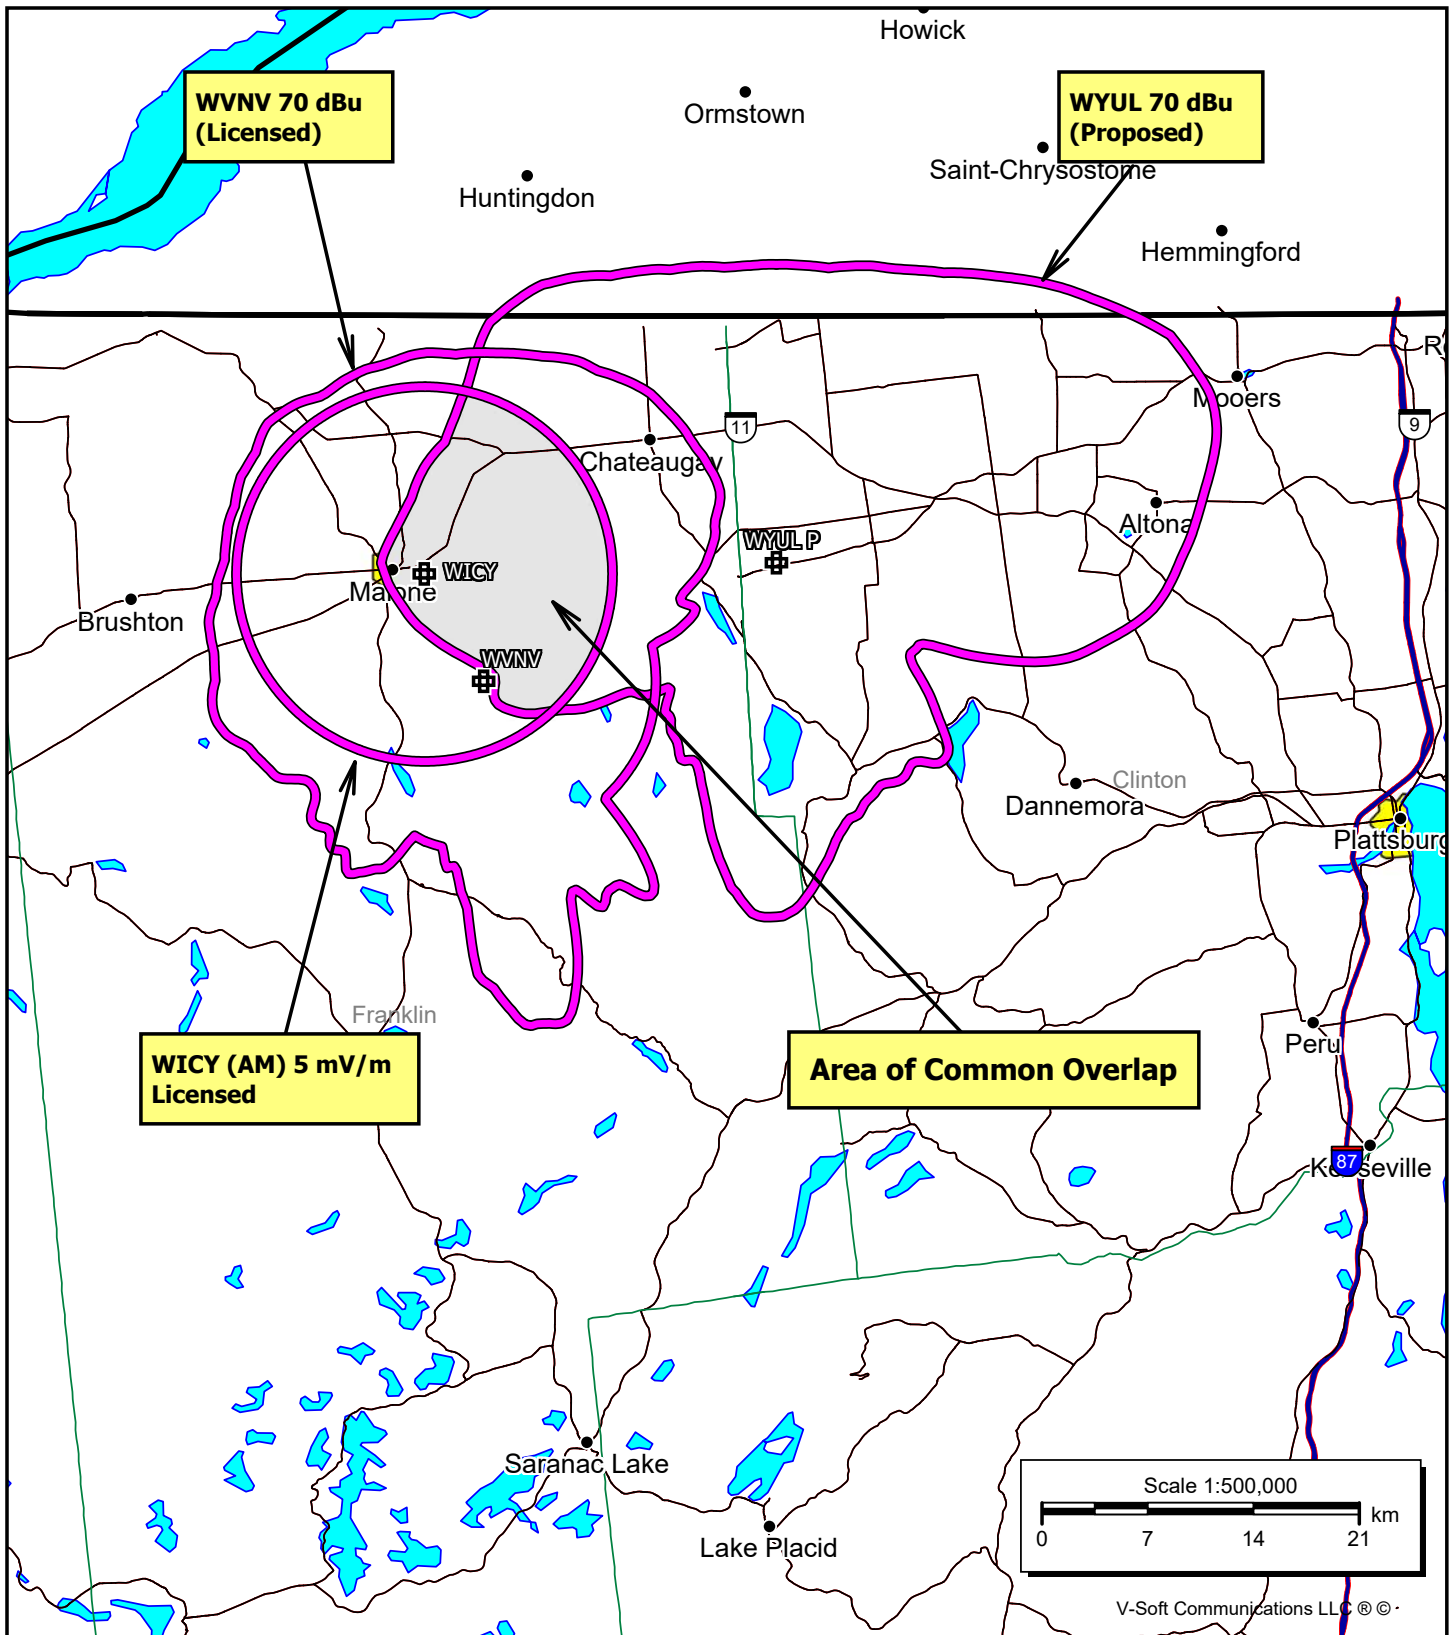 Howick
WVNV 70 dBu
(Licensed)
WYUL 70 dBu
(Proposed)
Ormstown
Saint-Chrysostome
Huntingdon
Hemmingford
Mooers
9
11
Chateaugay
Altona
WYUL P
WICY
Malone
Brushton
WVNV
Clinton
Dannemora
Plattsburg
Franklin
Peru
WICY (AM) 5 mV/m
Licensed
Area of Common Overlap
87
Saranac Lake
Lake Placid
Scale 1:500,000
km
0 7 14 21
V-Soft Communications LLC ® ©